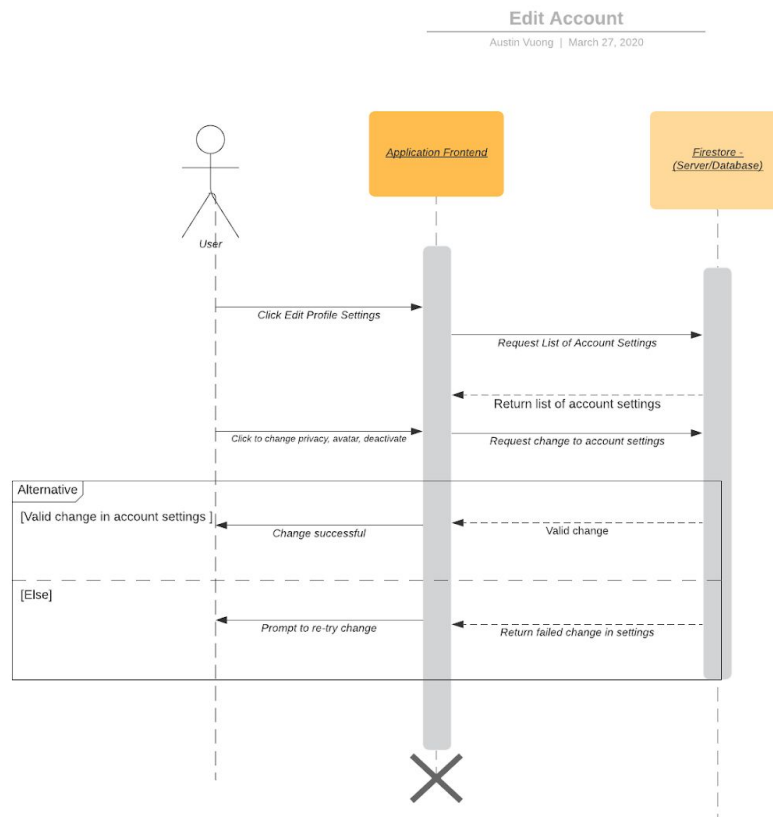 Edit Account
Austin Vuong | March 27, 2020
Application Frontend
Firestore -
(Server/Database)
User
Click Edit Profile Settings
Request List of Account Settings
Return list of account settings
Click to change privacy, avatar, deactivate
Request change to account settings
Alternative
[Valid change in account settings ]
Change successful
Valid change
[Else]
Prompt to re-try change
Return failed change in settings